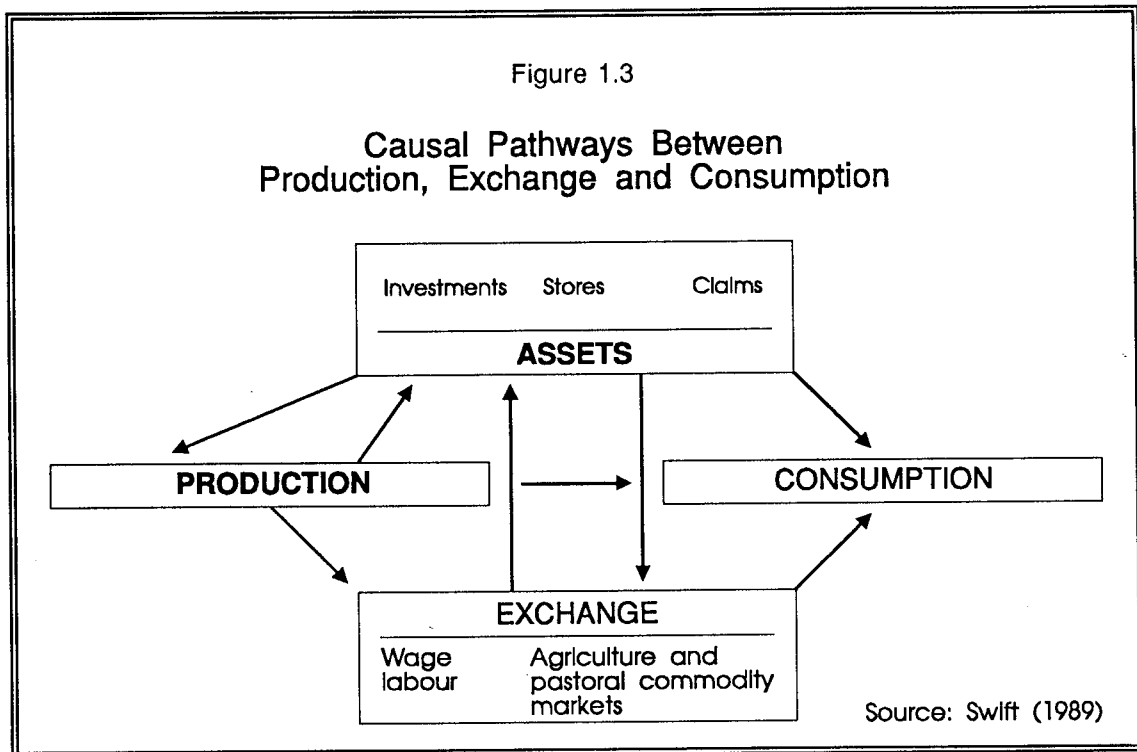 Figure 1.3
Causal Pathways Between
Production, Exchange and Consumption
Investments Stores Claims
ASSETS
PRODUCTION
CONSUMPTION
EXCHANGE
Wage labour
Agriculture and pastoral commodity markets
Source: Swift (1989)